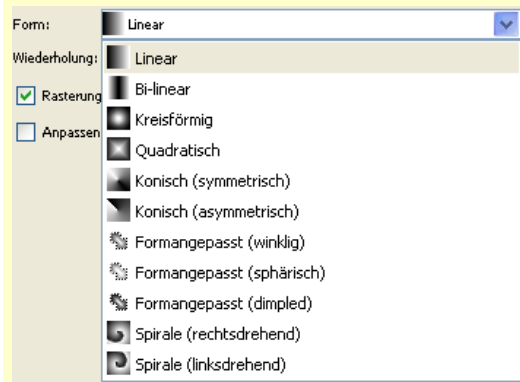 Form: Linear
Wiederholung: Linear
Bi-linear
Rasterung
Kreisförmig
Anpassen
Quadratisch
Konisch (symmetrisch)
Konisch (asymmetrisch)
Formangepasst (winklig)
Formangepasst (sphärisch)
Formangepasst (dimpled)
Spirale (rechtsdrehend)
Spirale (linksdrehend)